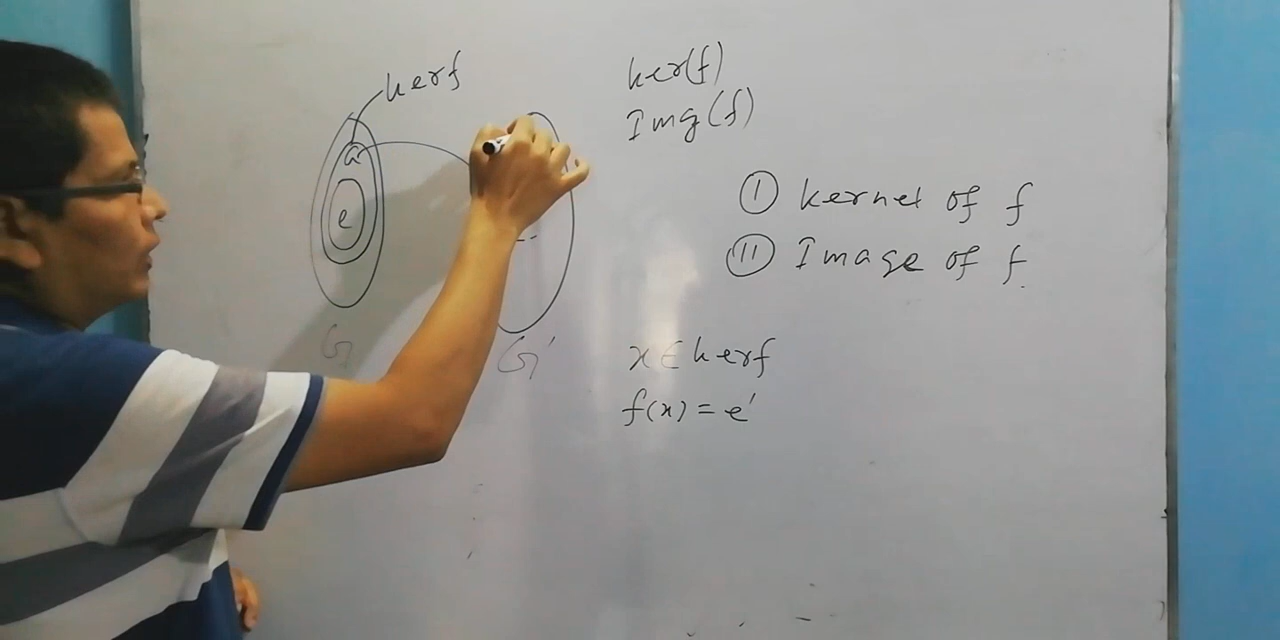 kerf
a
e
G
G'
ker(f)
Img(f)
I kernel of f
II Image of f.
x ∈ kerf
f(x) = e'